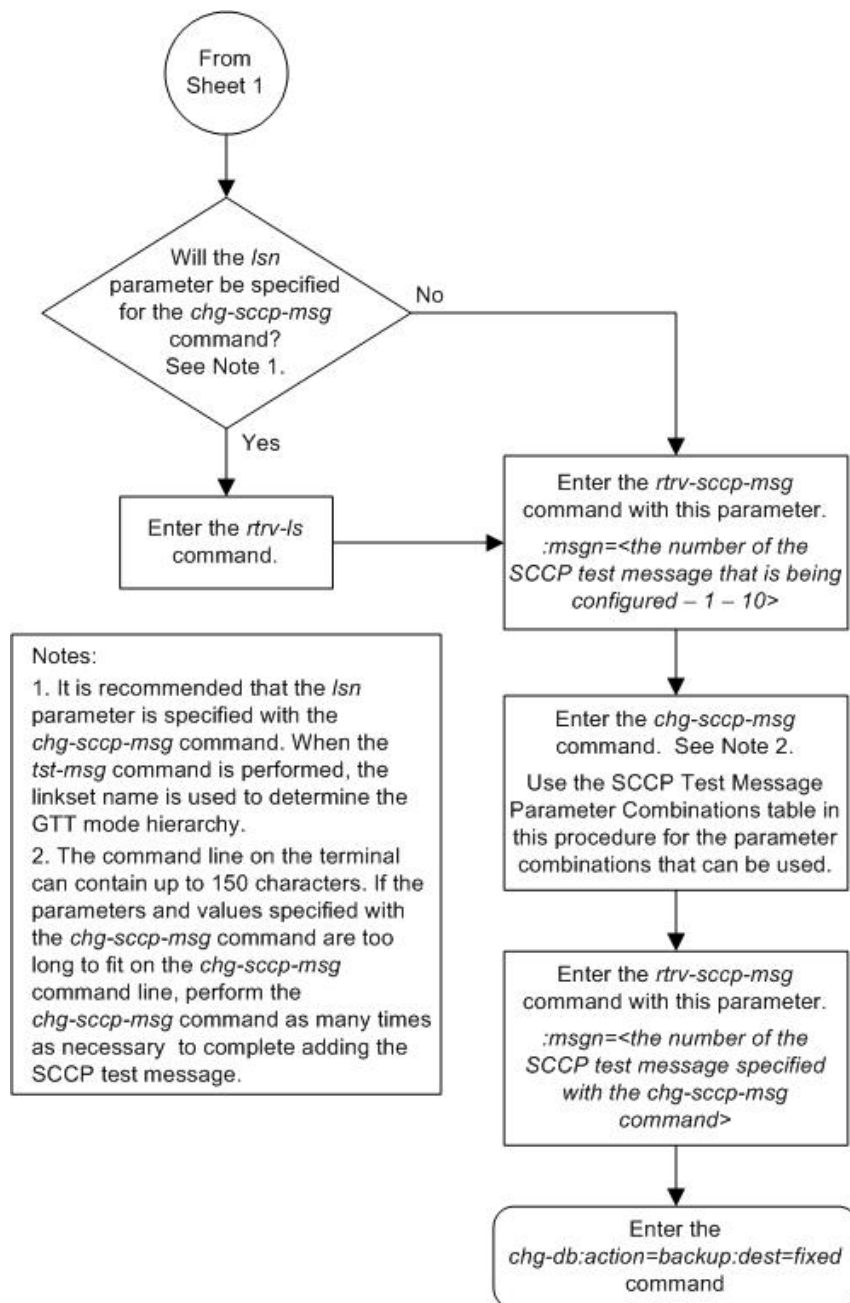 From
Sheet 1
Will the lsn
parameter be specified
for the chg-sccp-msg
command?
See Note 1.
No
Yes
Enter the rtrv-ls
command.
Enter the rtrv-sccp-msg
command with this parameter.
:msgn=<the number of the
SCCP test message that is being
configured – 1 – 10>
Notes:
1. It is recommended that the lsn
parameter is specified with the
chg-sccp-msg command. When the
tst-msg command is performed, the
linkset name is used to determine the
GTT mode hierarchy.
2. The command line on the terminal
can contain up to 150 characters. If the
parameters and values specified with
the chg-sccp-msg command are too
long to fit on the chg-sccp-msg
command line, perform the
chg-sccp-msg command as many times
as necessary to complete adding the
SCCP test message.
Enter the chg-sccp-msg
command. See Note 2.
Use the SCCP Test Message
Parameter Combinations table in
this procedure for the parameter
combinations that can be used.
Enter the rtrv-sccp-msg
command with this parameter.
:msgn=<the number of the
SCCP test message specified
with the chg-sccp-msg
command>
Enter the
chg-db:action=backup:dest=fixed
command